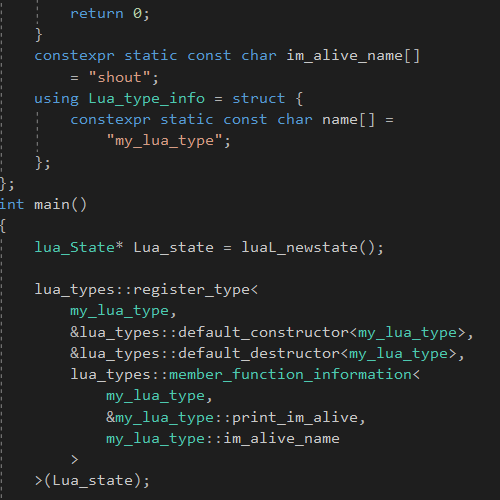 return 0;
}
constexpr static const char im_alive_name[]
= "shout";
using Lua_type_info = struct {
constexpr static const char name[] =
"my_lua_type";
};
};
int main()
{
lua_State* Lua_state = luaL_newstate();
lua_types::register_type<
my_lua_type,
&lua_types::default_constructor<my_lua_type>,
&lua_types::default_destructor<my_lua_type>,
lua_types::member_function_information<
my_lua_type,
&my_lua_type::print_im_alive,
my_lua_type::im_alive_name
>
>(Lua_state);